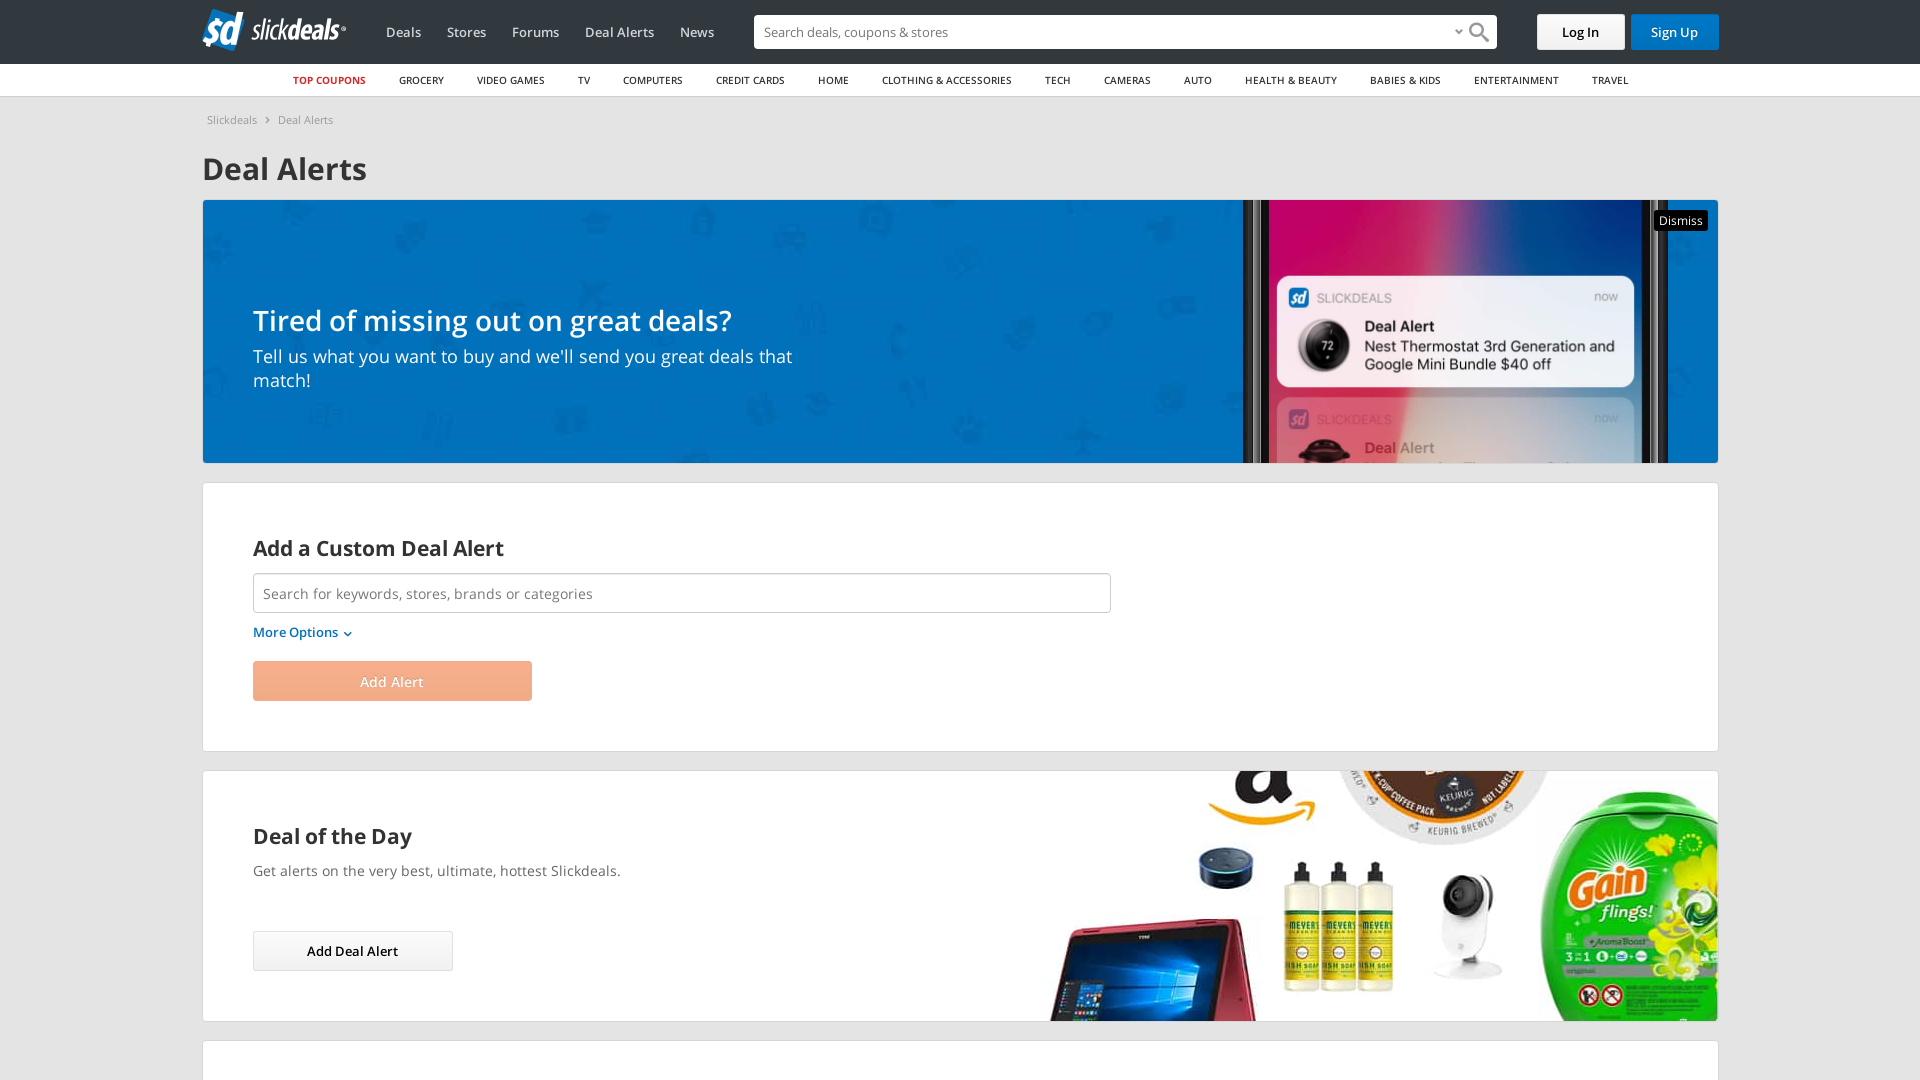 sd slickdeals®
Deals Stores Forums Deal Alerts News
Search deals, coupons & stores
Log In Sign Up
TOP COUPONS GROCERY VIDEO GAMES TV COMPUTERS CREDIT CARDS HOME CLOTHING & ACCESSORIES TECH CAMERAS AUTO HEALTH & BEAUTY BABIES & KIDS ENTERTAINMENT TRAVEL
Slickdeals Deal Alerts
Deal Alerts
Dismiss
Tired of missing out on great deals?
Tell us what you want to buy and we'll send you great deals that
match!
sd SLICKDEALS now
72
Deal Alert
Nest Thermostat 3rd Generation and
Google Mini Bundle $40 off
sd SLICKDEALS now
Deal Alert
Add a Custom Deal Alert
Search for keywords, stores, brands or categories
More Options
Add Alert
Deal of the Day
Get alerts on the very best, ultimate, hottest Slickdeals.
Add Deal Alert
a
K-CUP COFFEE PACK
NOT LABELE
KEURIG
BREWED
KEURIG BREWED
MEYER'S MEYER'S MEYER'S
DISH SOAP DISH SOAP DISH SOAP
Gain
flings!
+AromaBoost
3 in 1
original